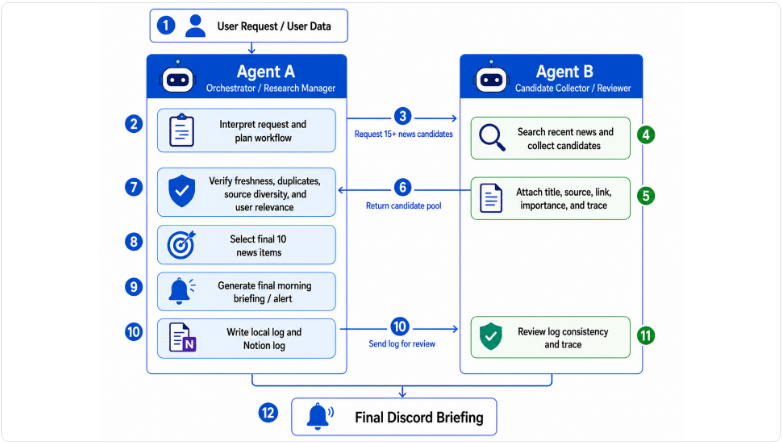 1
User Request / User Data
Agent A
Orchestrator / Research Manager
Agent B
Candidate Collector / Reviewer
2
Interpret request and
plan workflow
3
Request 15+ news candidates
Search recent news and
collect candidates
4
7
Verify freshness, duplicates,
source diversity, and
user relevance
6
Return candidate pool
Attach title, source, link,
importance, and trace
5
8
Select final 10
news items
9
Generate final morning
briefing / alert
10
N
Write local log and
Notion log
10
Send log for review
Review log consistency
and trace
11
12
Final Discord Briefing